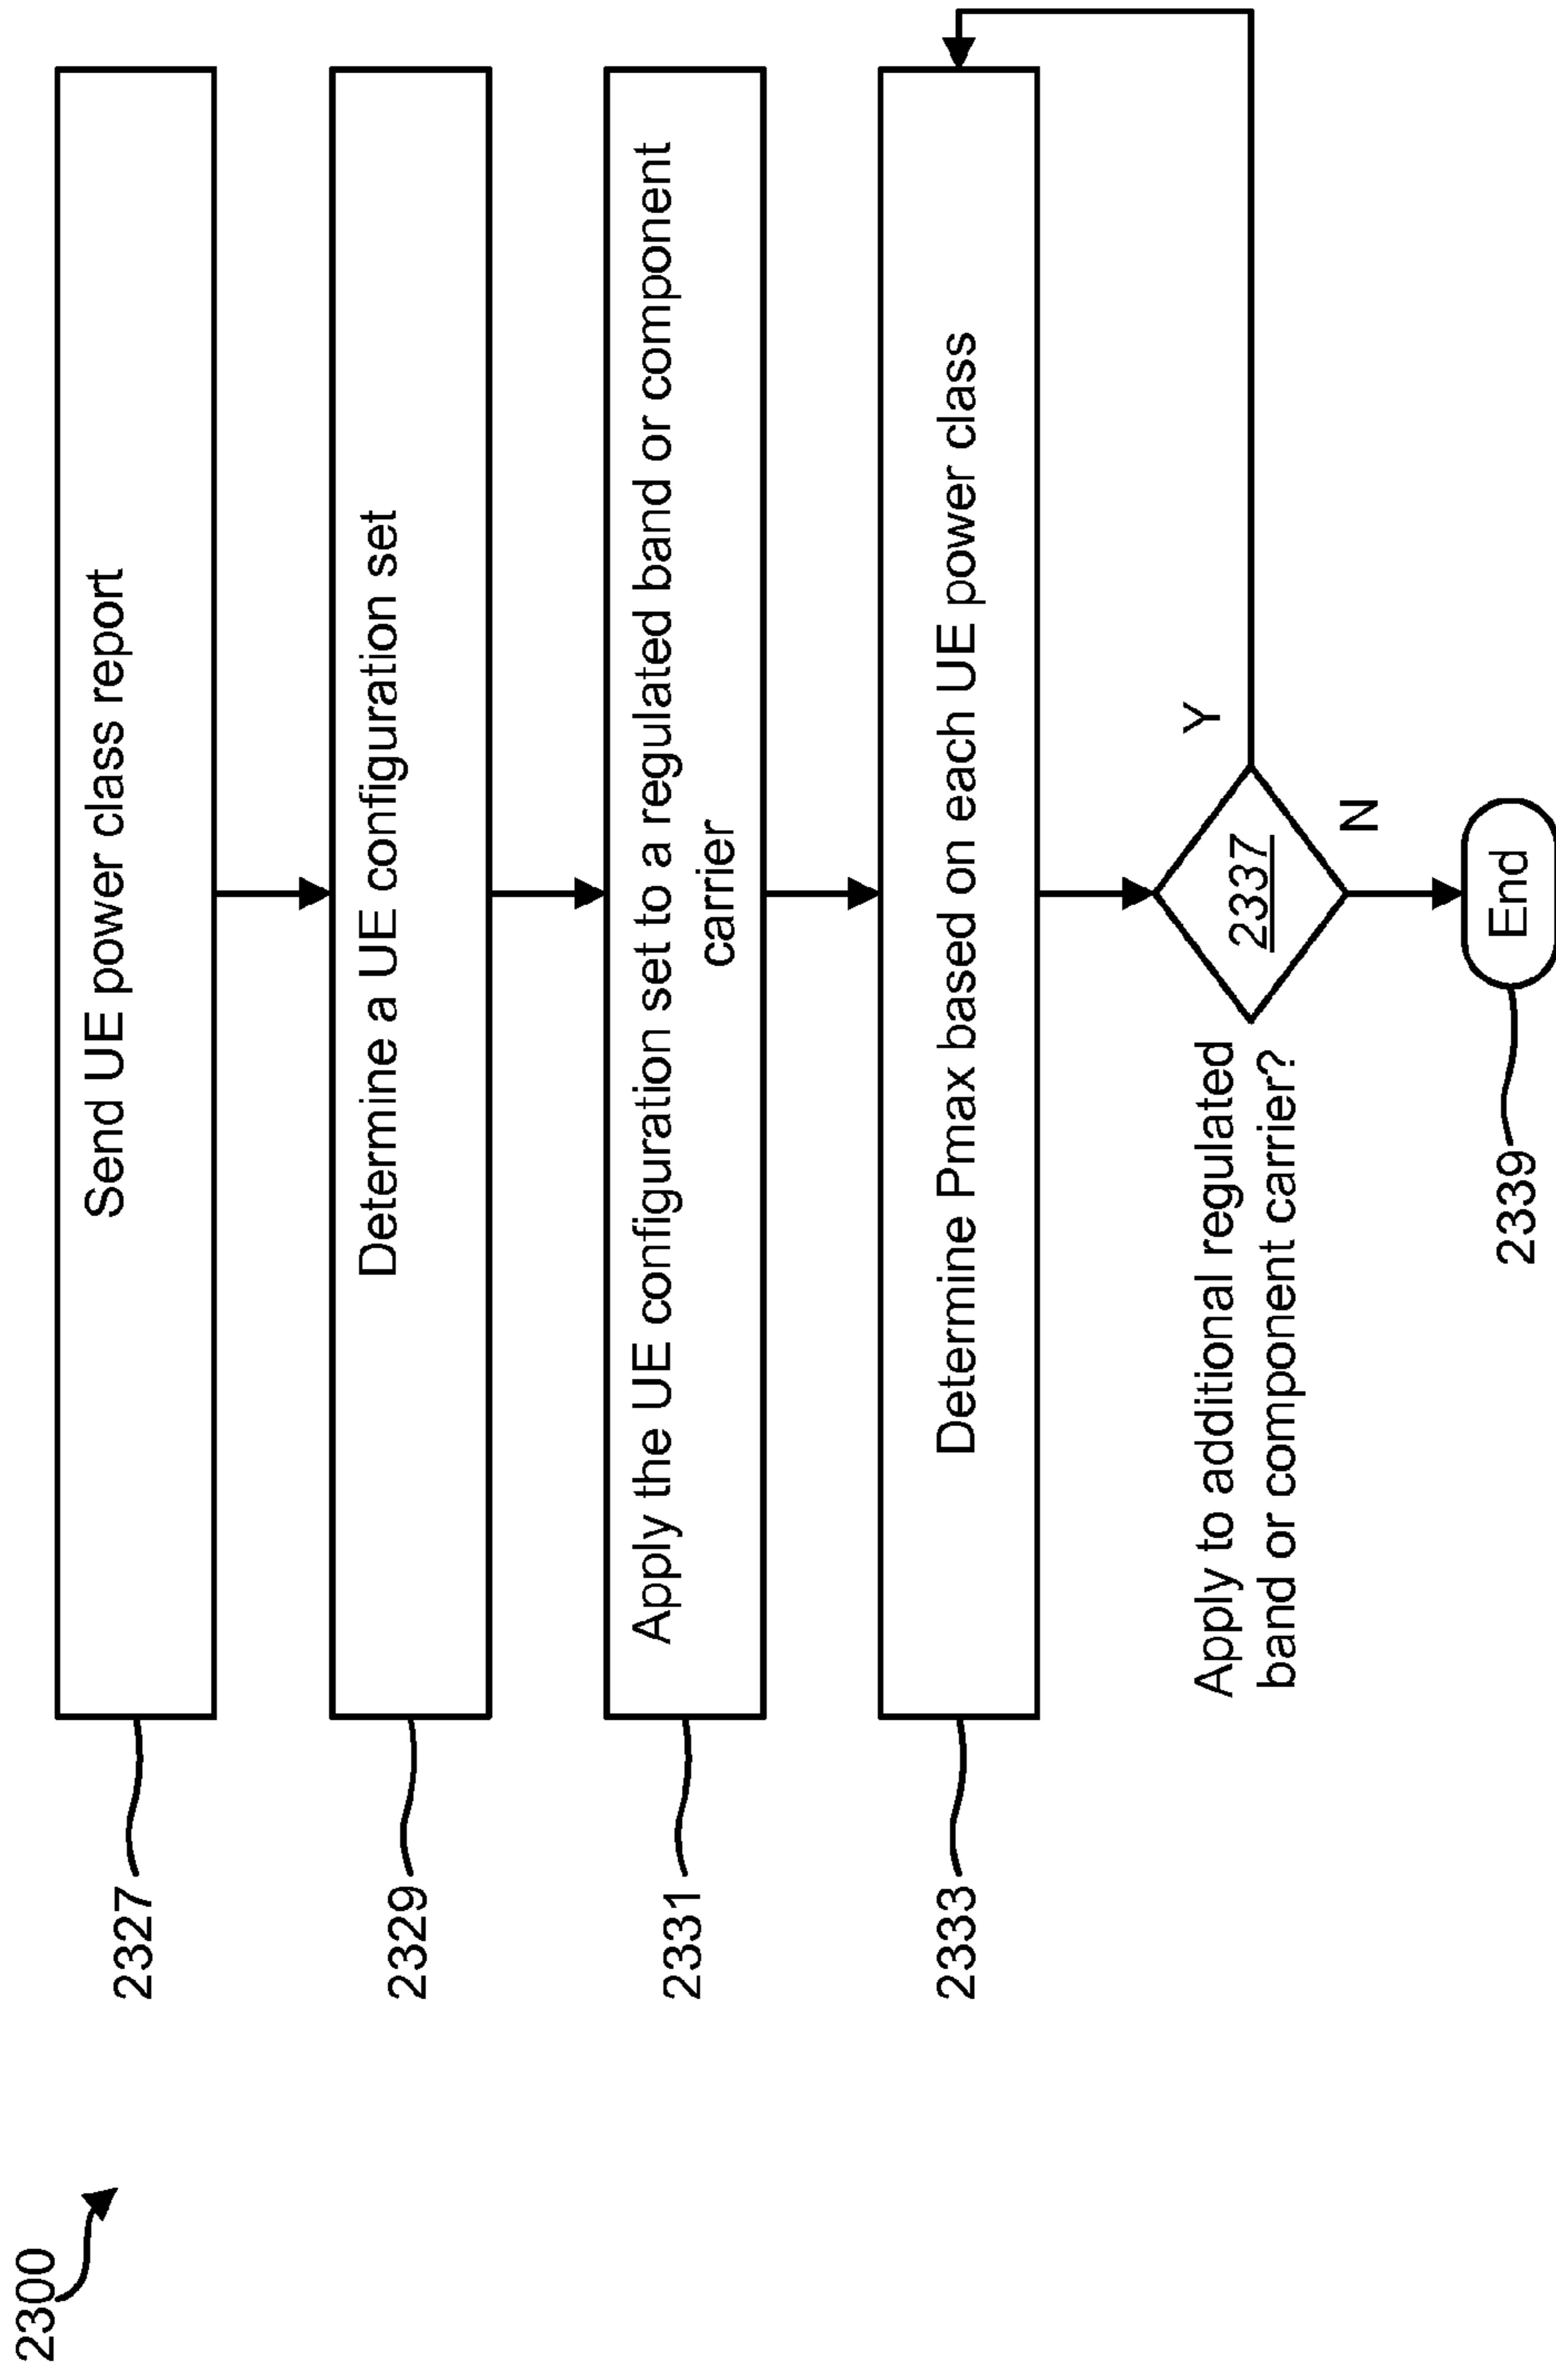 2300
2327
Send UE power class report
2329
Determine a UE configuration set
2331
Apply the UE configuration set to a regulated band or component
carrier
2333
Determine Pmax based on each UE power class
Apply to additional regulated
band or component carrier?
2337
Y
N
2339
End